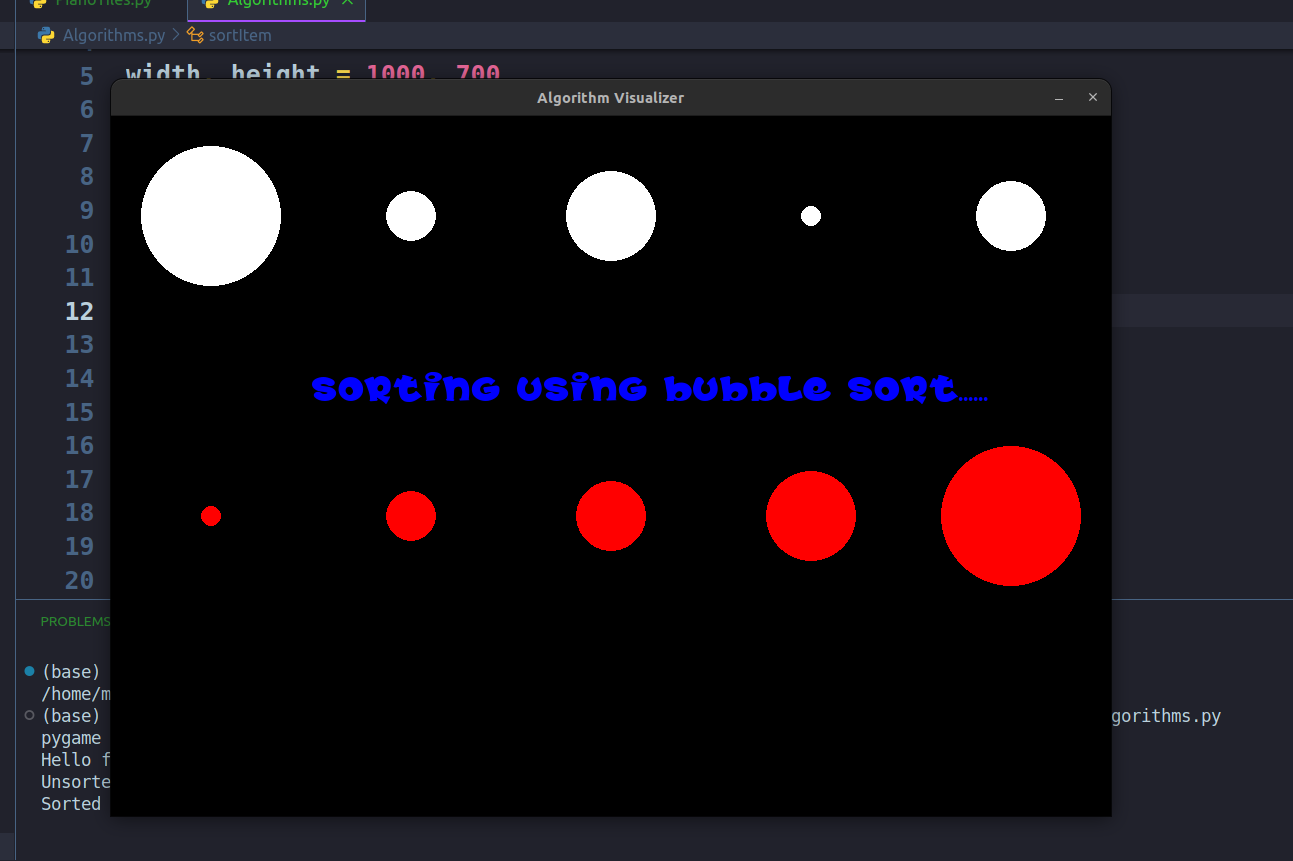 PianoTiles.py
Algorithms.py
Algorithms.py > sortItem
5 width, height = 1000, 700
6
7
8
9
10
11
12
13
14
15
16
17
18
19
20
Algorithm Visualizer
sorting using bubble sort......
PROBLEMS
(base)
/home/m
(base) gorithms.py
pygame
Hello f
Unsorte
Sorted